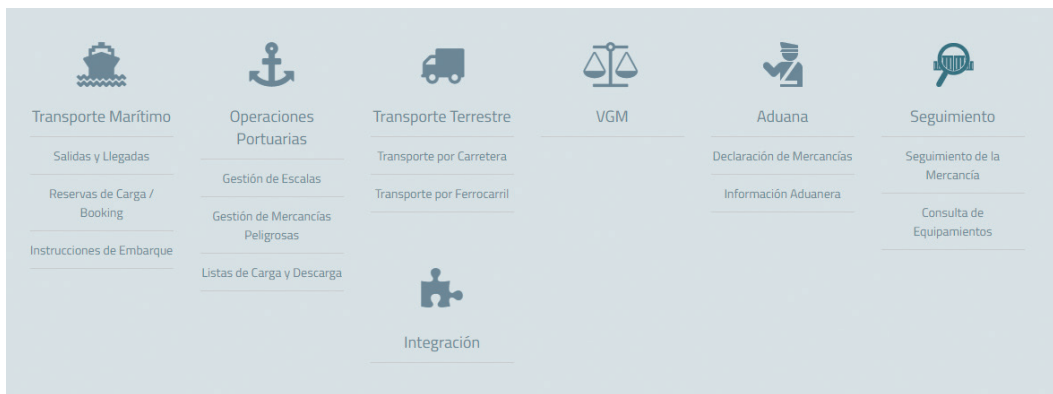 Transporte Marítimo
Salidas y Llegadas
Reservas de Carga /
Booking
Instrucciones de Embarque
Operaciones
Portuarias
Gestión de Escalas
Gestión de Mercancías
Peligrosas
Listas de Carga y Descarga
Transporte Terrestre
Transporte por Carretera
Transporte por Ferrocarril
VGM
Aduana
Declaración de Mercancías
Información Aduanera
Seguimiento
Seguimiento de la
Mercancía
Consulta de
Equipamientos
Integración